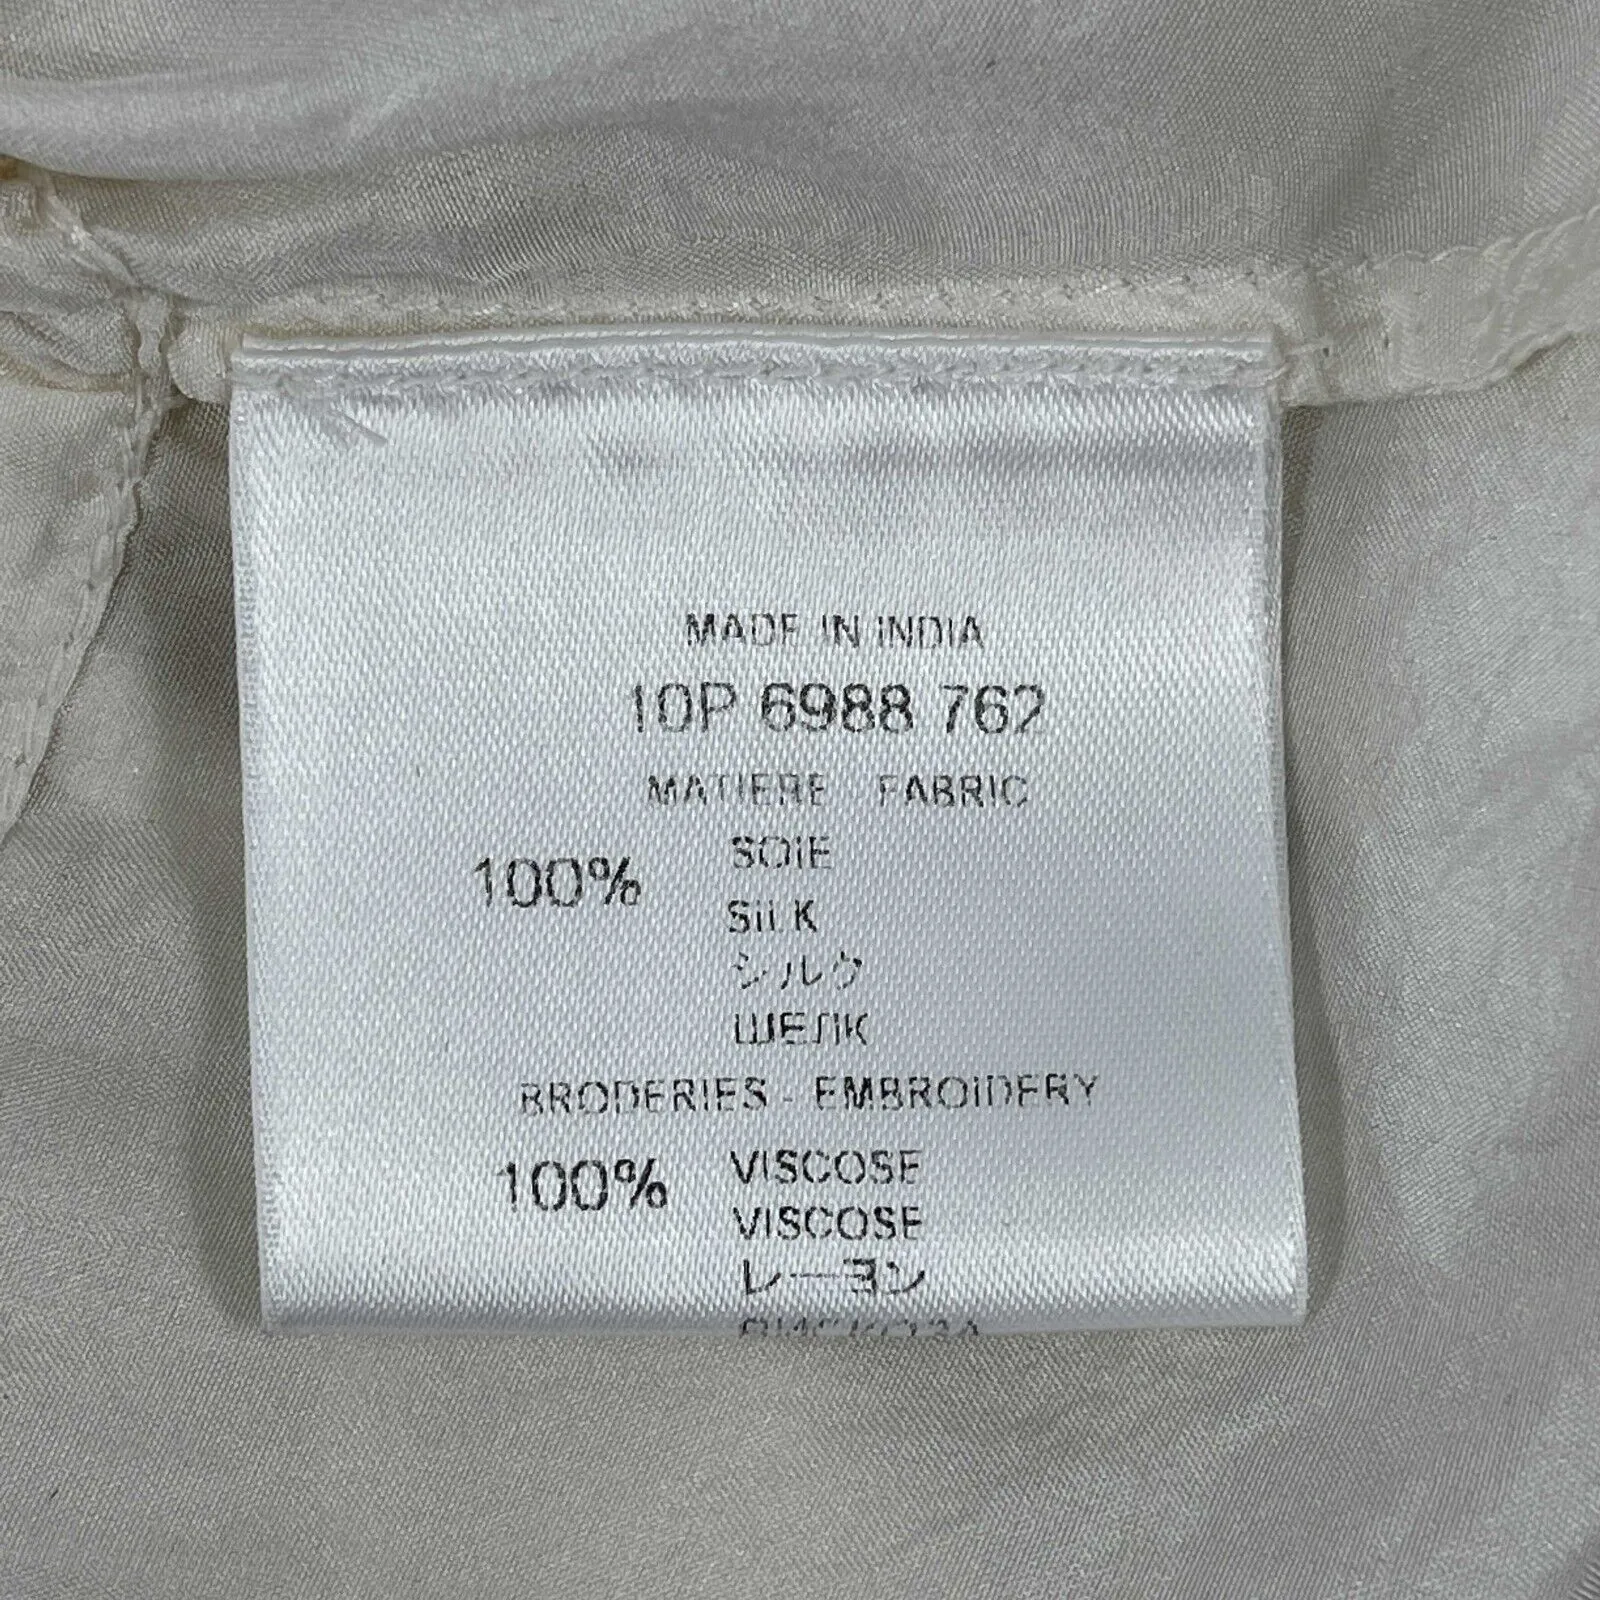 MADE IN INDIA
10P 6988 762
MATIERE FABRIC
100% SOIE
SILK
シルク
ШЕЛК
BRODERIES - EMBROIDERY
100% VISCOSE
VISCOSE
レーヨン